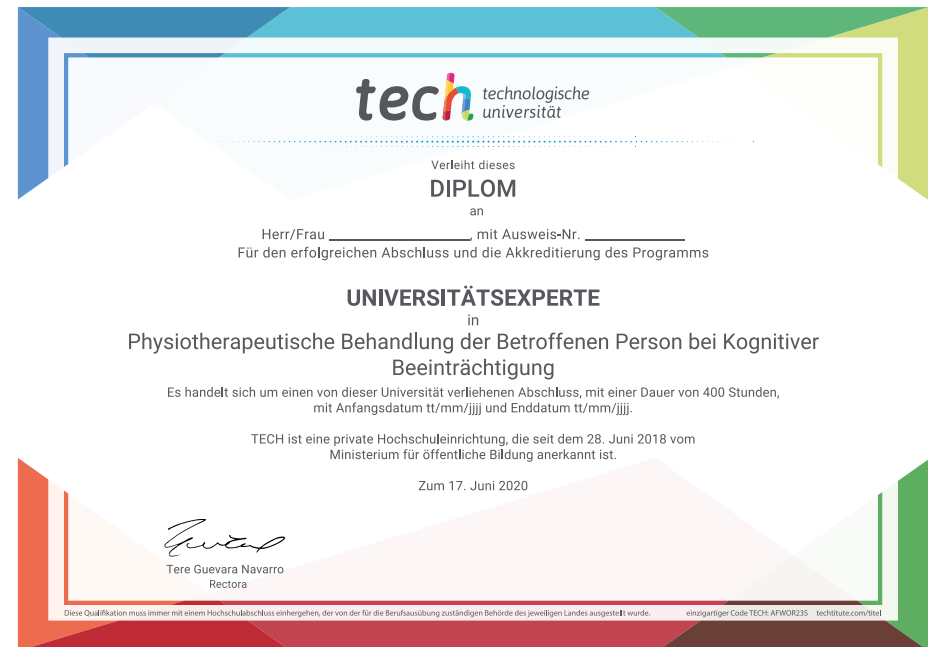 tech technologische
universität
Verleiht dieses
DIPLOM
an
Herr/Frau ____________________, mit Ausweis-Nr. ______________
Für den erfolgreichen Abschluss und die Akkreditierung des Programms
UNIVERSITÄTSEXPERTE
in
Physiotherapeutische Behandlung der Betroffenen Person bei Kognitiver
Beeinträchtigung
Es handelt sich um einen von dieser Universität verliehenen Abschluss, mit einer Dauer von 400 Stunden,
mit Anfangsdatum tt/mm/jjjj und Enddatum tt/mm/jjjj.
TECH ist eine private Hochschuleinrichtung, die seit dem 28. Juni 2018 vom
Ministerium für öffentliche Bildung anerkannt ist.
Zum 17. Juni 2020
Tere Guevara Navarro
Rectora
Diese Qualifikation muss immer mit einem Hochschulabschluss einhergehen, der von der für die Berufsausübung zuständigen Behörde des jeweiligen Landes ausgestellt wurde. einzigartiger Code TECH: AFWOR23S techtitute.com/titel